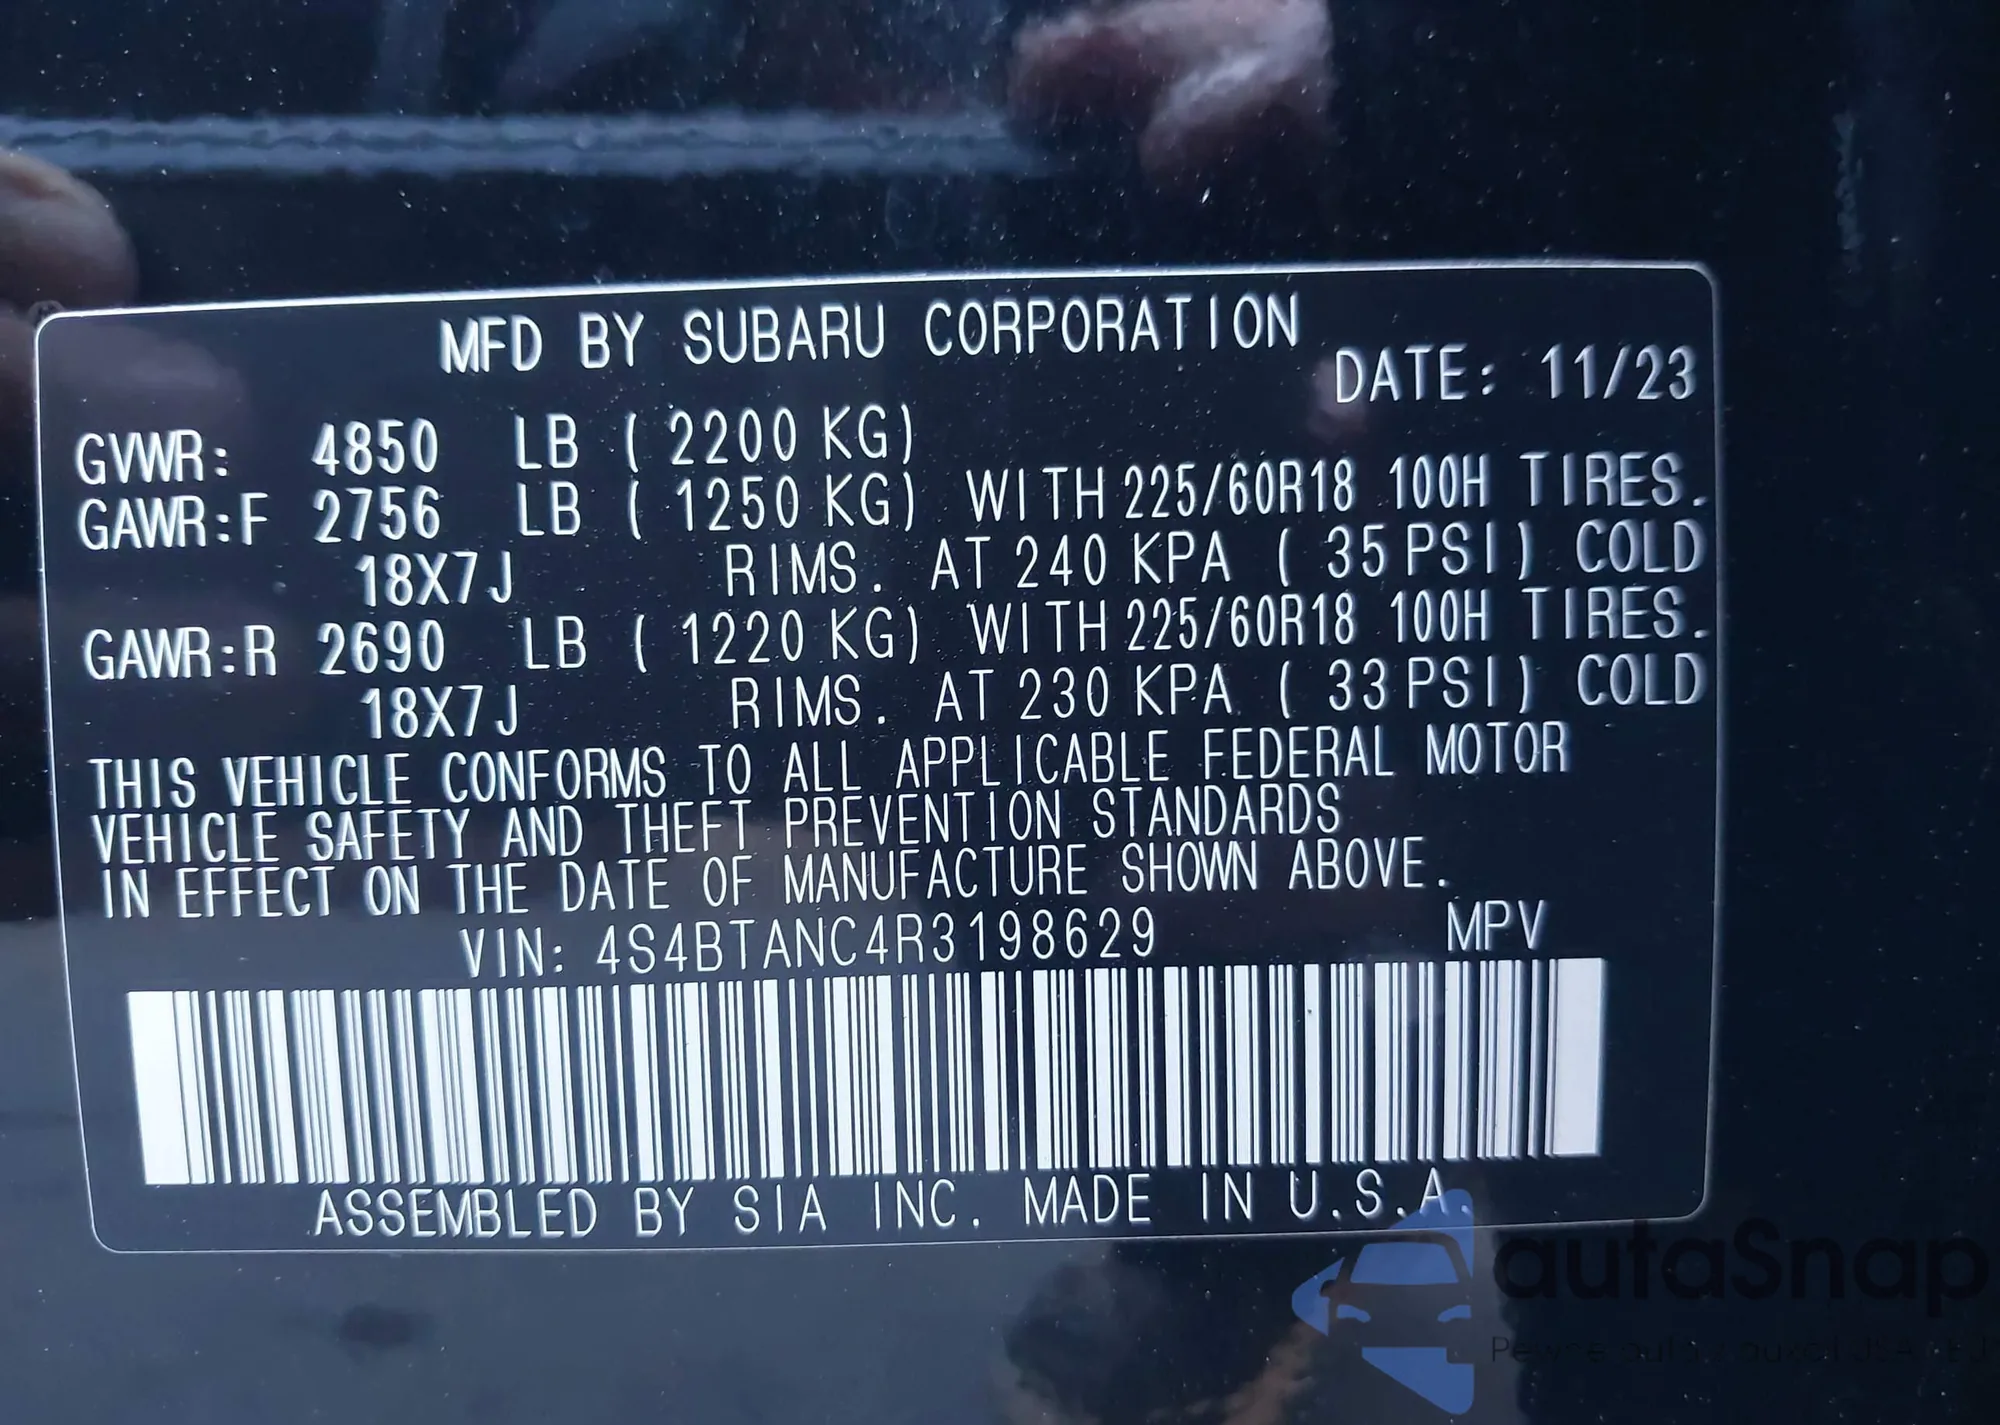 MFD BY SUBARU CORPORATION
DATE: 11/23
GVWR: 4850 LB ( 2200 KG)
GAWR:F 2756 LB ( 1250 KG) WITH 225/60R18 100H TIRES.
18X7J RIMS. AT 240 KPA ( 35 PSI) COLD
GAWR:R 2690 LB ( 1220 KG) WITH 225/60R18 100H TIRES.
18X7J RIMS. AT 230 KPA ( 33 PSI) COLD
THIS VEHICLE CONFORMS TO ALL APPLICABLE FEDERAL MOTOR
VEHICLE SAFETY AND THEFT PREVENTION STANDARDS
IN EFFECT ON THE DATE OF MANUFACTURE SHOWN ABOVE.
VIN: 4S4BTANC4R3198629 MPV
ASSEMBLED BY SIA INC. MADE IN U.S.A.
autaSnap